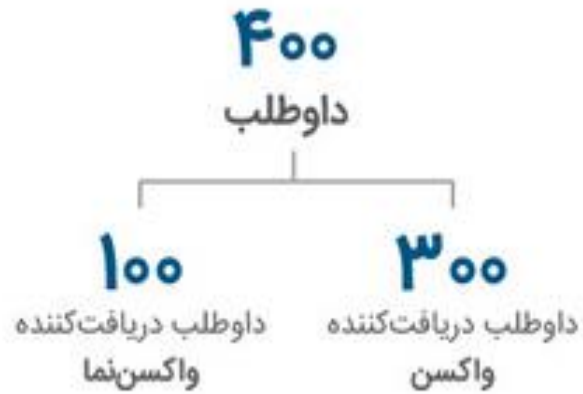 ۴۰۰
داوطلب
۳۰۰
داوطلب دریافت‌کننده
واکسن
۱۰۰
داوطلب دریافت‌کننده
واکسن‌نما